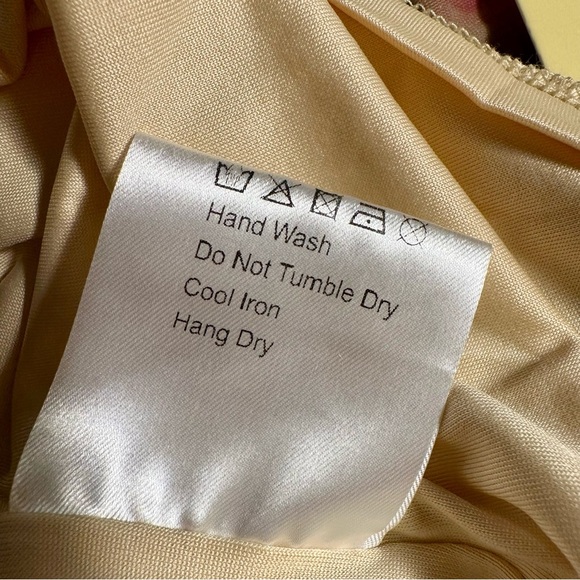 Hand Wash
Do Not Tumble Dry
Cool Iron
Hang Dry